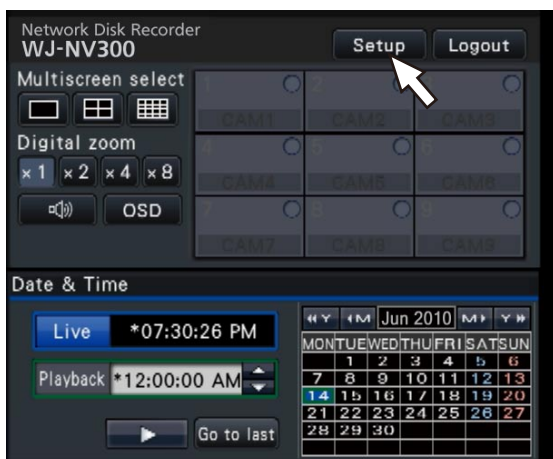 Network Disk Recorder
WJ-NV300
Setup Logout
Multiscreen select
1 2
CAM1 CAM2 CAM3
Digital zoom
4 5 6
×1 ×2 ×4 ×8
CAM4 CAM5 CAM6
OSD
7 8 9
CAM7 CAM8 CAM9
Date & Time
Y M Jun 2010 M Y
Live *07:30:26 PM
MON TUE WED THU FRI SAT SUN
1 2 3 4 5 6
Playback *12:00:00 AM
7 8 9 10 11 12 13
14 15 16 17 18 19 20
21 22 23 24 25 26 27
Go to last
28 29 30